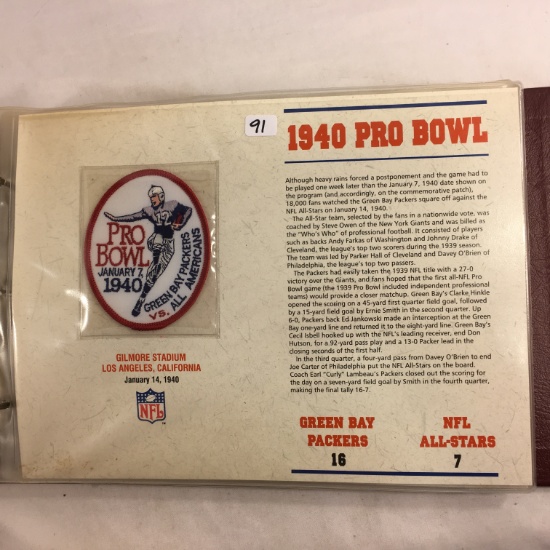 91
1940 PRO BOWL
Although heavy rains forced a postponement and the game had to
be played one week later than the January 7, 1940 date shown on
the program (and accordingly, on the commemorative patch),
18,000 fans watched the Green Bay Packers square off against the
NFL All-Stars on January 14, 1940.
The All-Star team, selected by the fans in a nationwide vote, was
coached by Steve Owen of the New York Giants and was billed as
the "Who's Who" of professional football. It consisted of players
such as backs Andy Farkas of Washington and Johnny Drake of
Cleveland, the league's top two scorers during the 1939 season.
The team was led by Parker Hall of Cleveland and Davey O'Brien of
Philadelphia, the league's top two passers.
The Packers had easily taken the 1939 NFL title with a 27-0
victory over the Giants, and fans hoped that the first all-NFL Pro
Bowl game (the 1939 Pro Bowl included independent professional
teams) would provide a closer matchup. Green Bay's Clarke Hinkle
opened the scoring on a 45-yard first quarter field goal, followed
by a 15-yard field goal by Ernie Smith in the second quarter. Up
6-0, Packers back Ed Jankowski made an interception at the Green
Bay one-yard line and returned it to the eight-yard line. Green Bay's
Cecil Isbell hooked up with the NFL's leading receiver, end Don
Hutson, for a 92-yard pass play and a 13-0 Packer lead in the
closing seconds of the first half.
In the third quarter, a four-yard pass from Davey O'Brien to end
Joe Carter of Philadelphia put the NFL All-Stars on the board.
Coach Earl "Curly" Lambeau's Packers closed out the scoring for
the day on a seven-yard field goal by Smith in the fourth quarter,
making the final tally 16-7.
PRO
BOWL
JANUARY 7,
1940
GREEN BAY PACKERS
VS. ALL AMERICANS
GILMORE STADIUM
LOS ANGELES, CALIFORNIA
January 14, 1940
NFL
GREEN BAY
PACKERS
16
NFL
ALL-STARS
7